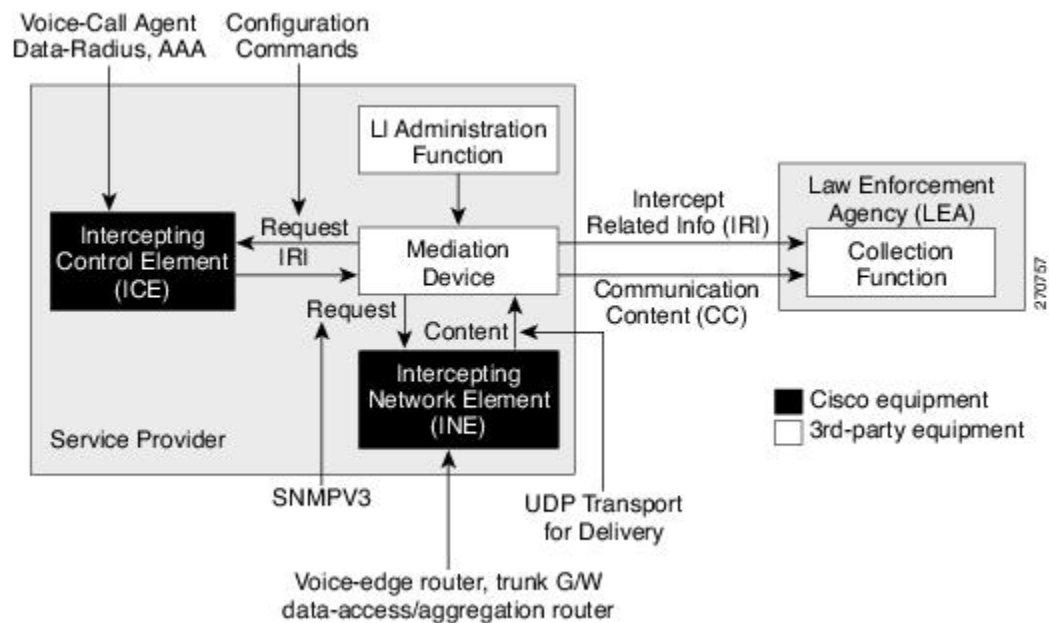 Voice-Call Agent
Data-Radius, AAA
Configuration
Commands
LI Administration
Function
Intercepting
Control Element
(ICE)
Request
IRI
Mediation
Device
Intercept
Related Info (IRI)
Communication
Content (CC)
Law Enforcement
Agency (LEA)
Collection
Function
270757
Request
Content
Intercepting
Network Element
(INE)
Service Provider
Cisco equipment
3rd-party equipment
SNMPV3
UDP Transport
for Delivery
Voice-edge router, trunk G/W
data-access/aggregation router